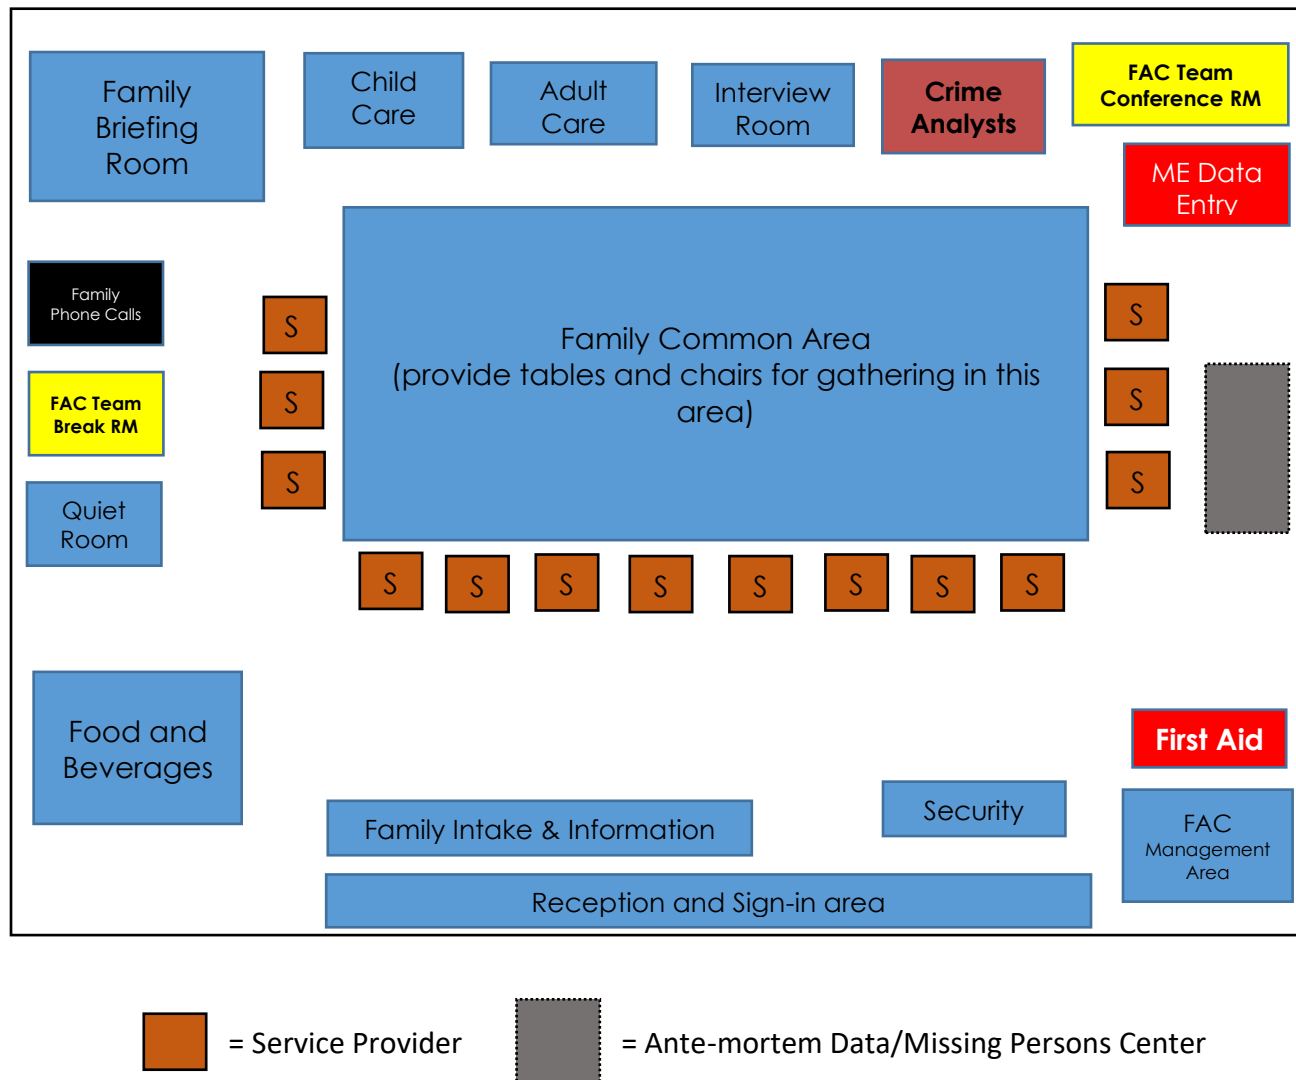 Family
Briefing
Room
Child
Care
Adult
Care
Interview
Room
Crime
Analysts
FAC Team
Conference RM
ME Data
Entry
Family
Phone Calls
FAC Team
Break RM
Quiet
Room
S
S
S
Family Common Area
(provide tables and chairs for gathering in this
area)
S
S
S
S
S
S
S
S
S
S
S
Food and
Beverages
First Aid
Security
FAC
Management
Area
Family Intake & Information
Reception and Sign-in area
= Service Provider
= Ante-mortem Data/Missing Persons Center